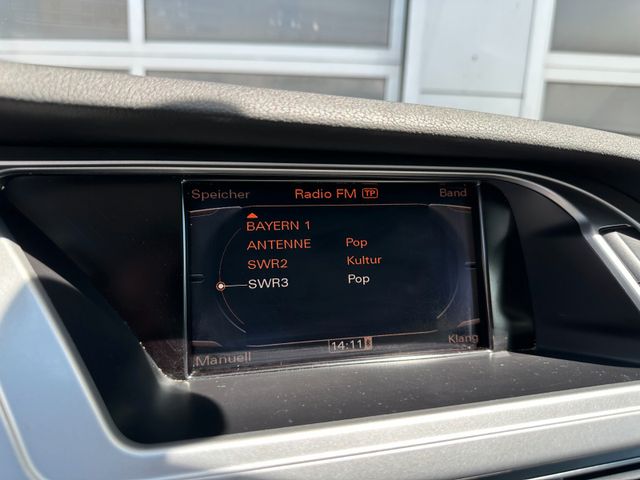 Speicher Radio FM TP Band
BAYERN 1
ANTENNE Pop
SWR2 Kultur
SWR3 Pop
14:11
Manuell Klang